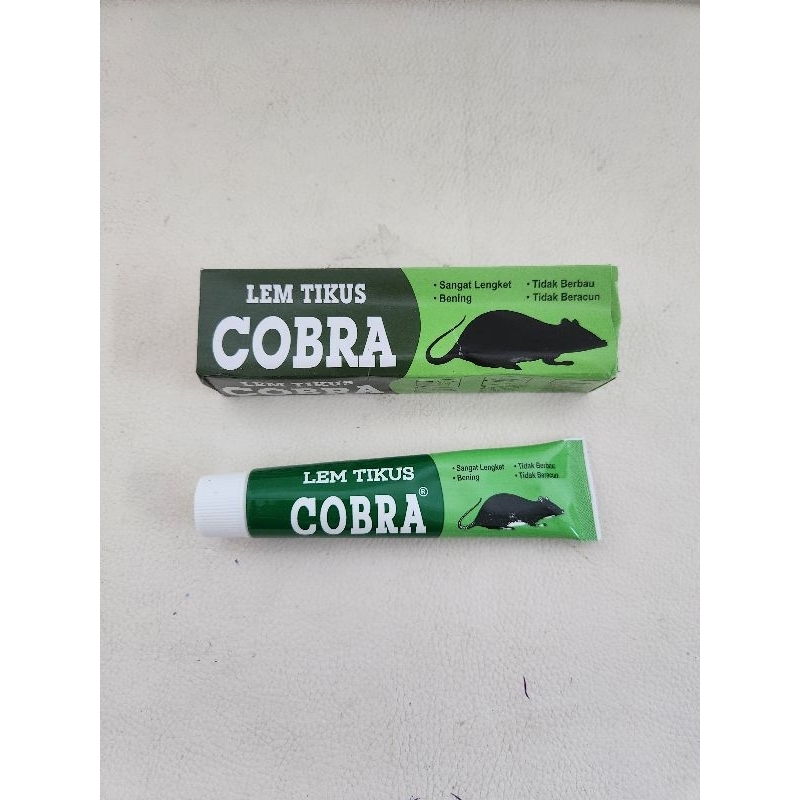 LEM TIKUS
COBRA
• Sangat Lengket
• Bening
• Tidak Berbau
• Tidak Beracun
LEM TIKUS
COBRA
LEM TIKUS
COBRA®
• Sangat Lengket
• Bening
• Tidak Berbau
• Tidak Beracun